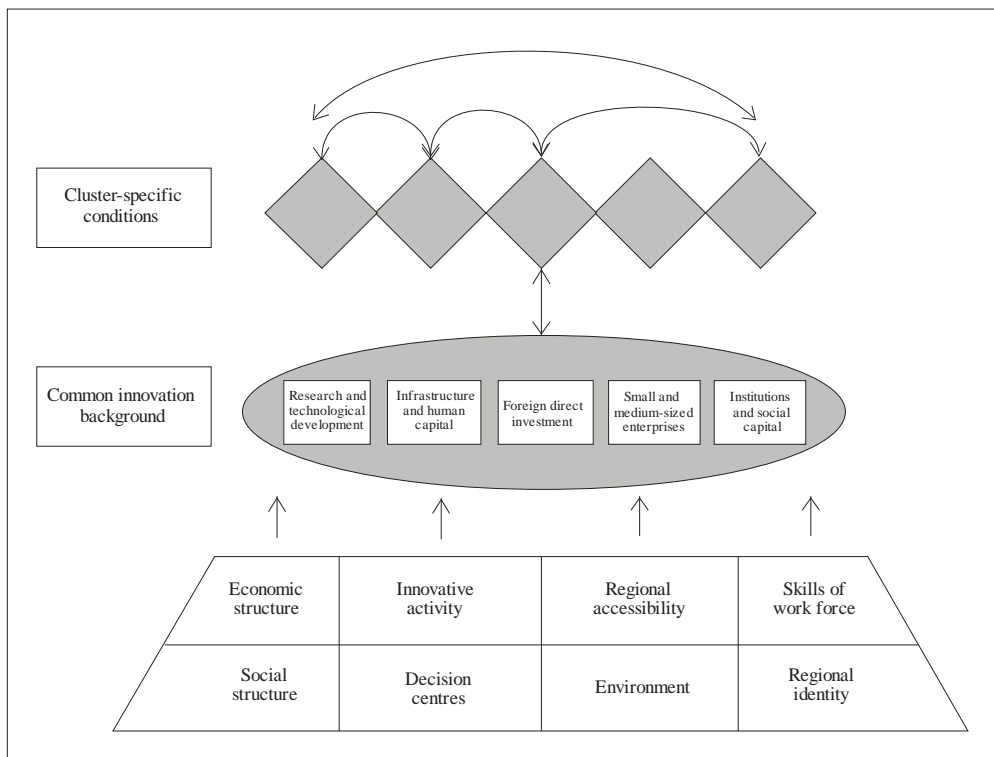 Cluster-specific
conditions
Common innovation
background
Research and
technological
development
Infrastructure
and human
capital
Foreign direct
investment
Small and
medium-sized
enterprises
Institutions
and social
capital
Economic
structure
Innovative
activity
Regional
accessibility
Skills of
work force
Social
structure
Decision
centres
Environment
Regional
identity